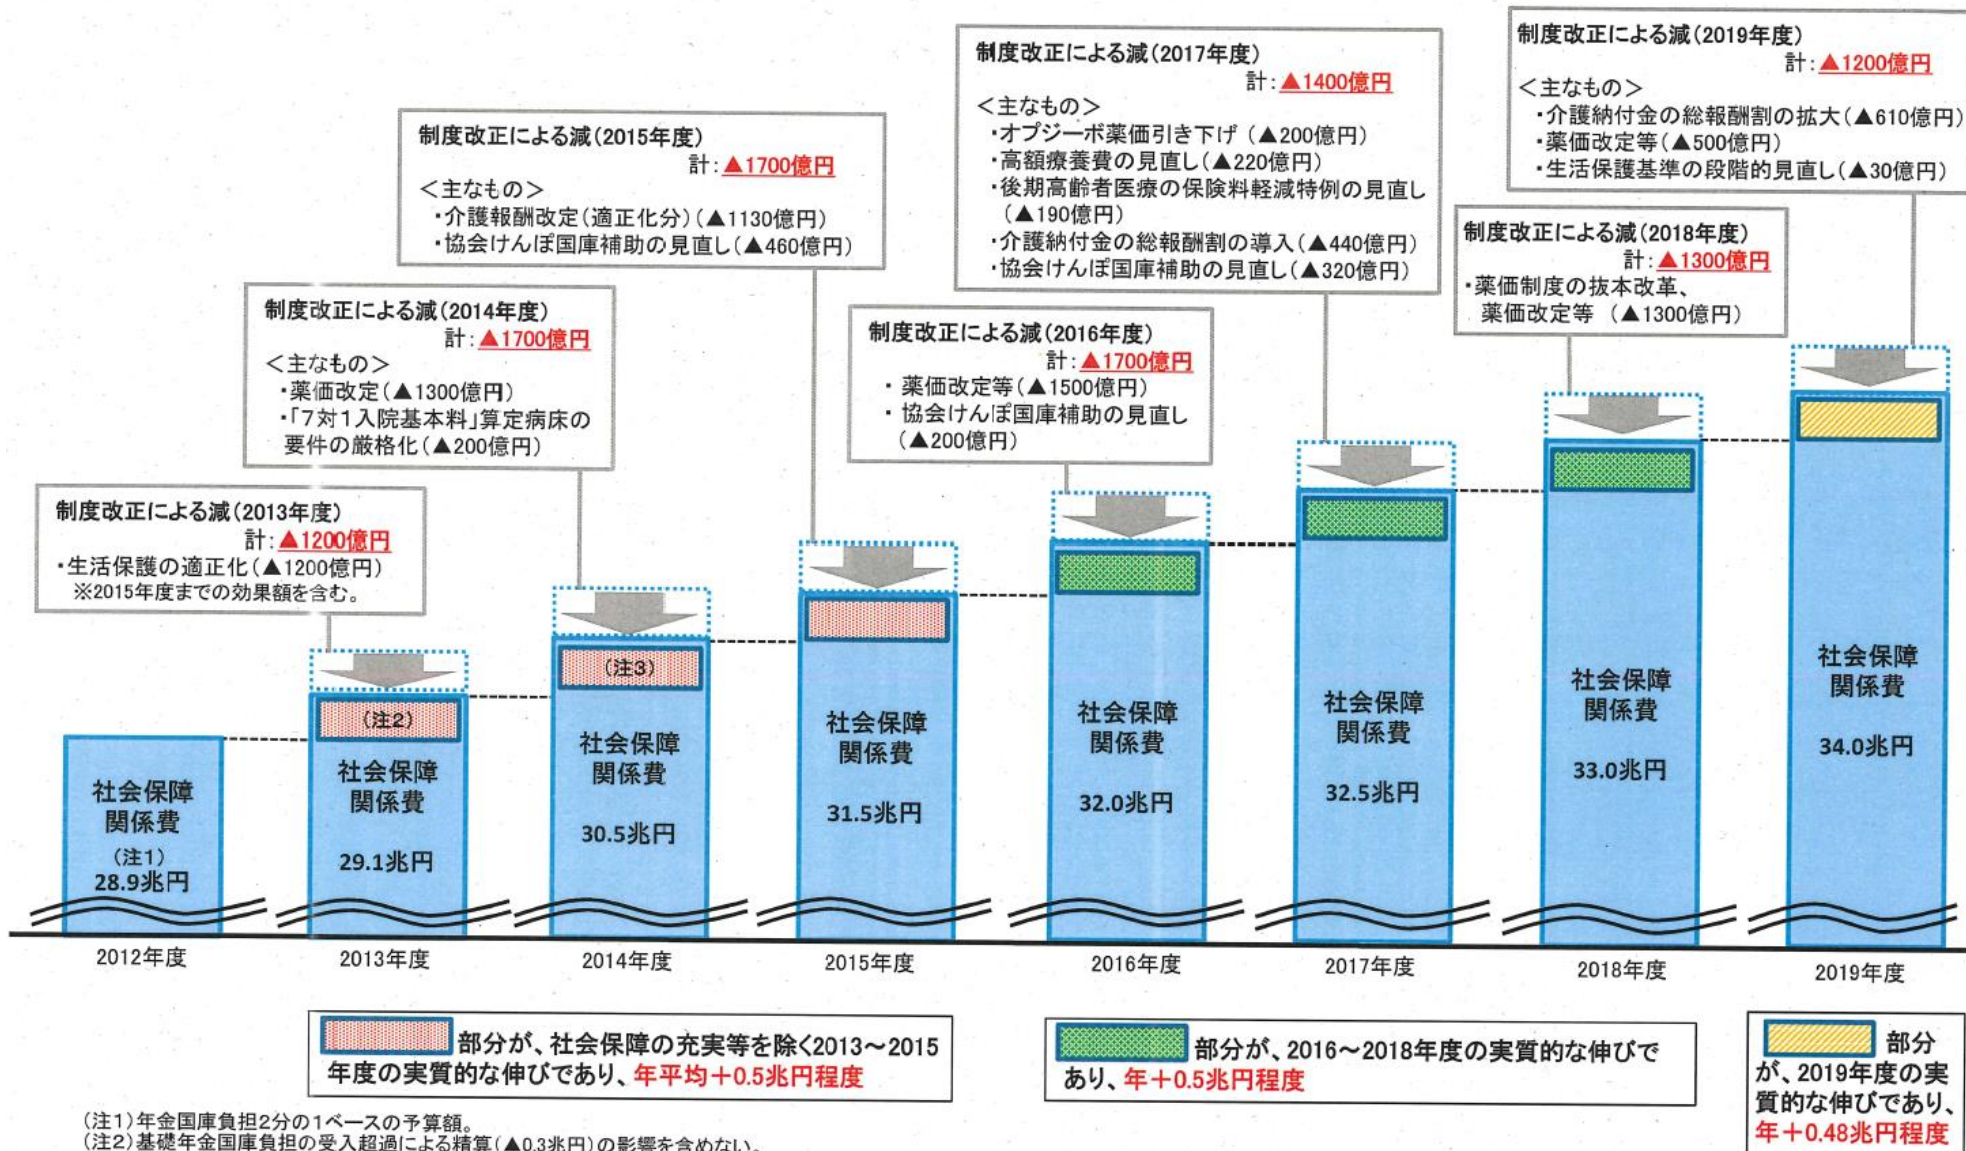 制度改正による減(2013年度)
計:▲1200億円
・生活保護の適正化(▲1200億円)
※2015年度までの効果額を含む。
制度改正による減(2014年度)
計:▲1700億円
<主なもの>
・薬価改定(▲1300億円)
・「7対1入院基本料」算定病床の
要件の厳格化(▲200億円)
制度改正による減(2015年度)
計:▲1700億円
<主なもの>
・介護報酬改定(適正化分)(▲1130億円)
・協会けんぽ国庫補助の見直し(▲460億円)
制度改正による減(2016年度)
計:▲1700億円
・ 薬価改定等(▲1500億円)
・ 協会けんぽ国庫補助の見直し
(▲200億円)
制度改正による減(2017年度)
計:▲1400億円
<主なもの>
・オプジーボ薬価引き下げ (▲200億円)
・高額療養費の見直し(▲220億円)
・後期高齢者医療の保険料軽減特例の見直し
(▲190億円)
・介護納付金の総報酬割の導入(▲440億円)
・協会けんぽ国庫補助の見直し(▲320億円)
制度改正による減(2018年度)
計:▲1300億円
・薬価制度の抜本改革、
薬価改定等 (▲1300億円)
制度改正による減(2019年度)
計:▲1200億円
<主なもの>
・介護納付金の総報酬割の拡大(▲610億円)
・薬価改定等(▲500億円)
・生活保護基準の段階的見直し(▲30億円)
社会保障
関係費
(注1)
28.9兆円
(注2)
社会保障
関係費
29.1兆円
(注3)
社会保障
関係費
30.5兆円
社会保障
関係費
31.5兆円
社会保障
関係費
32.0兆円
社会保障
関係費
32.5兆円
社会保障
関係費
33.0兆円
社会保障
関係費
34.0兆円
2012年度
2013年度
2014年度
2015年度
2016年度
2017年度
2018年度
2019年度
部分が、社会保障の充実等を除く2013～2015
年度の実質的な伸びであり、年平均+0.5兆円程度
部分が、2016～2018年度の実質的な伸びで
あり、年+0.5兆円程度
部分
が、2019年度の実
質的な伸びであり、
年+0.48兆円程度
(注1)年金国庫負担2分の1ベースの予算額。
(注2)基礎年金国庫負担の受入超過による精算(▲0.3兆円)の影響を含めない。